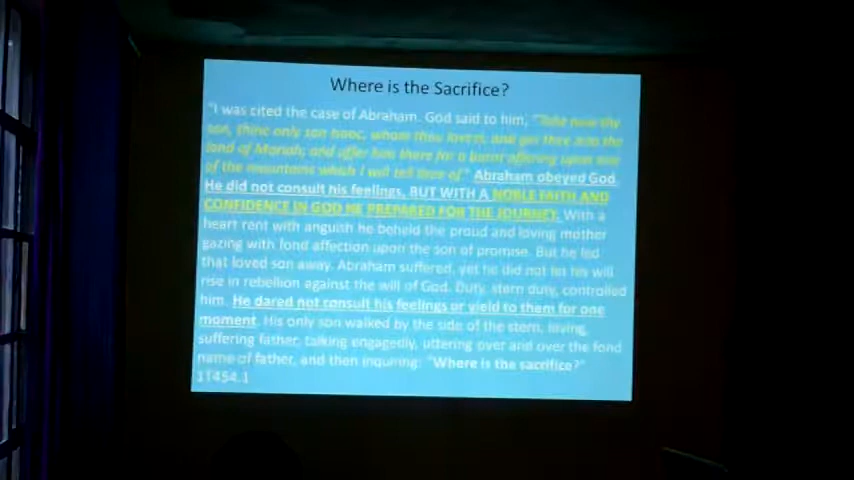 Where is the Sacrifice?
"I was cited the case of Abraham. God said to him, "Take now thy
son, thine only son Isaac, whom thou lovest, and get thee into the
land of Moriah; and offer him there for a burnt offering upon one
of the mountains which I will tell thee of." Abraham obeyed God.
He did not consult his feelings, BUT WITH A NOBLE FAITH AND
CONFIDENCE IN GOD HE PREPARED FOR THE JOURNEY. With a
heart rent with anguish he beheld the proud and loving mother
gazing with fond affection upon the son of promise. But he led
that loved son away. Abraham suffered, yet he did not let his will
rise in rebellion against the will of God. Duty, stern duty, controlled
him. He dared not consult his feelings or yield to them for one
moment. His only son walked by the side of the stern, loving,
suffering father, talking engagedly, uttering over and over the fond
name of father, and then inquiring: "Where is the sacrifice?"
1T454.1